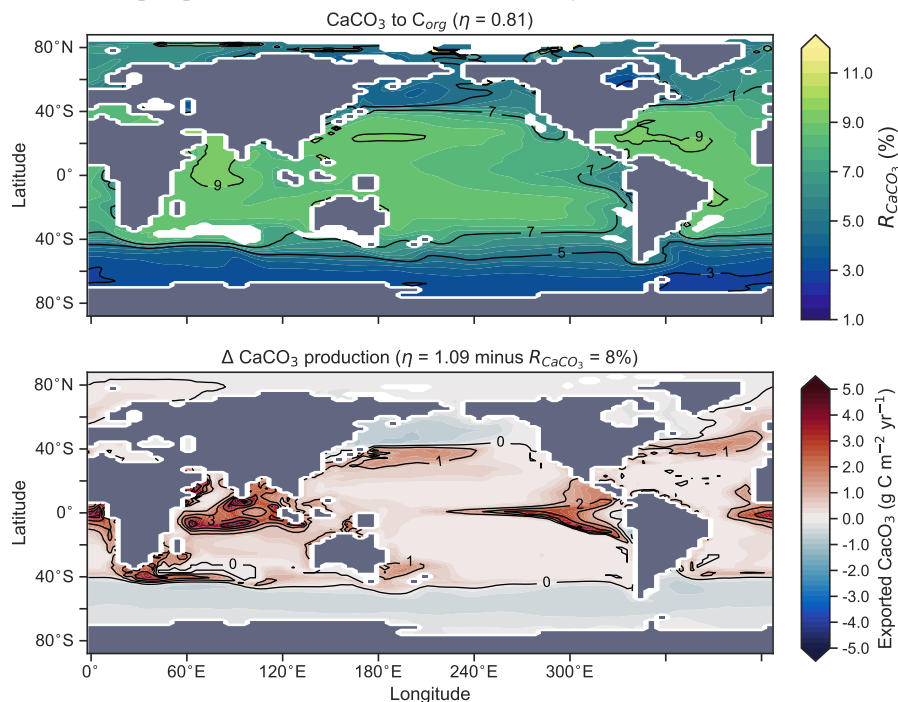 CaCO₃ to C_org (η = 0.81)
80°N
40°S
0°
40°S
80°S
Latitude
7
7
9
9
7
7
5
3
11.0
9.0
7.0
5.0
3.0
1.0
R_CaCO₃ (%)
Δ CaCO₃ production (η = 1.09 minus R_CaCO₃ = 8%)
80°N
40°N
0°
40°S
80°S
Latitude
0
1
1
2
0
1
0
0°
60°E
120°E
180°E
240°E
300°E
Longitude
5.0
4.0
3.0
2.0
1.0
0.0
-1.0
-2.0
-3.0
-4.0
-5.0
Exported CacO₃ (g C m⁻² yr⁻¹)